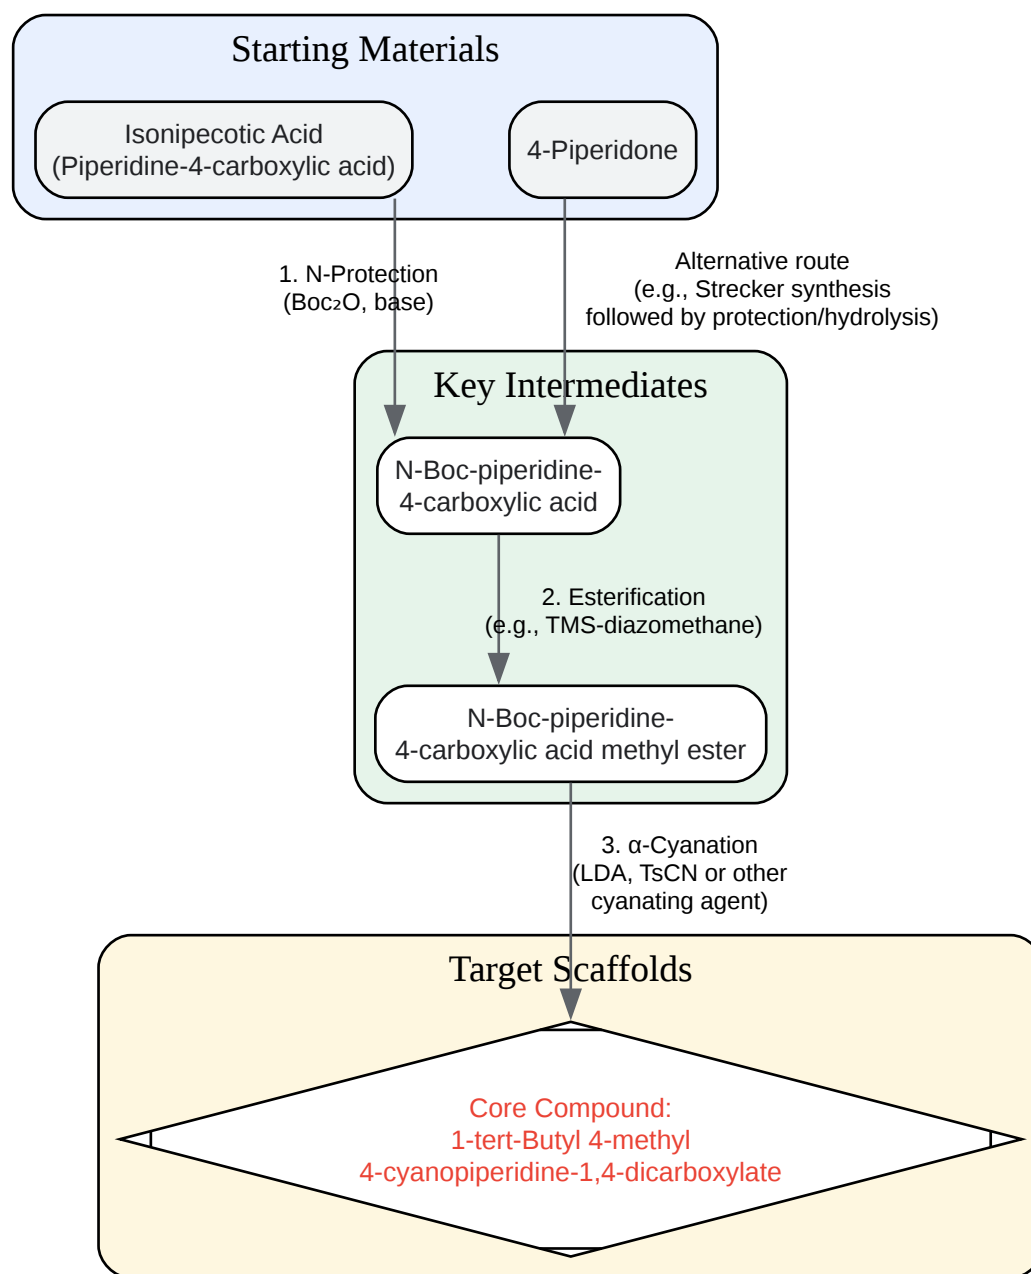 Starting Materials
Isonipecotic Acid
(Piperidine-4-carboxylic acid)
4-Piperidone
1. N-Protection
(Boc₂O, base)
Alternative route
(e.g., Strecker synthesis
followed by protection/hydrolysis)
Key Intermediates
N-Boc-piperidine-
4-carboxylic acid
2. Esterification
(e.g., TMS-diazomethane)
N-Boc-piperidine-
4-carboxylic acid methyl ester
3. α-Cyanation
(LDA, TsCN or other
cyanating agent)
Target Scaffolds
Core Compound:
1-tert-Butyl 4-methyl
4-cyanopiperidine-1,4-dicarboxylate